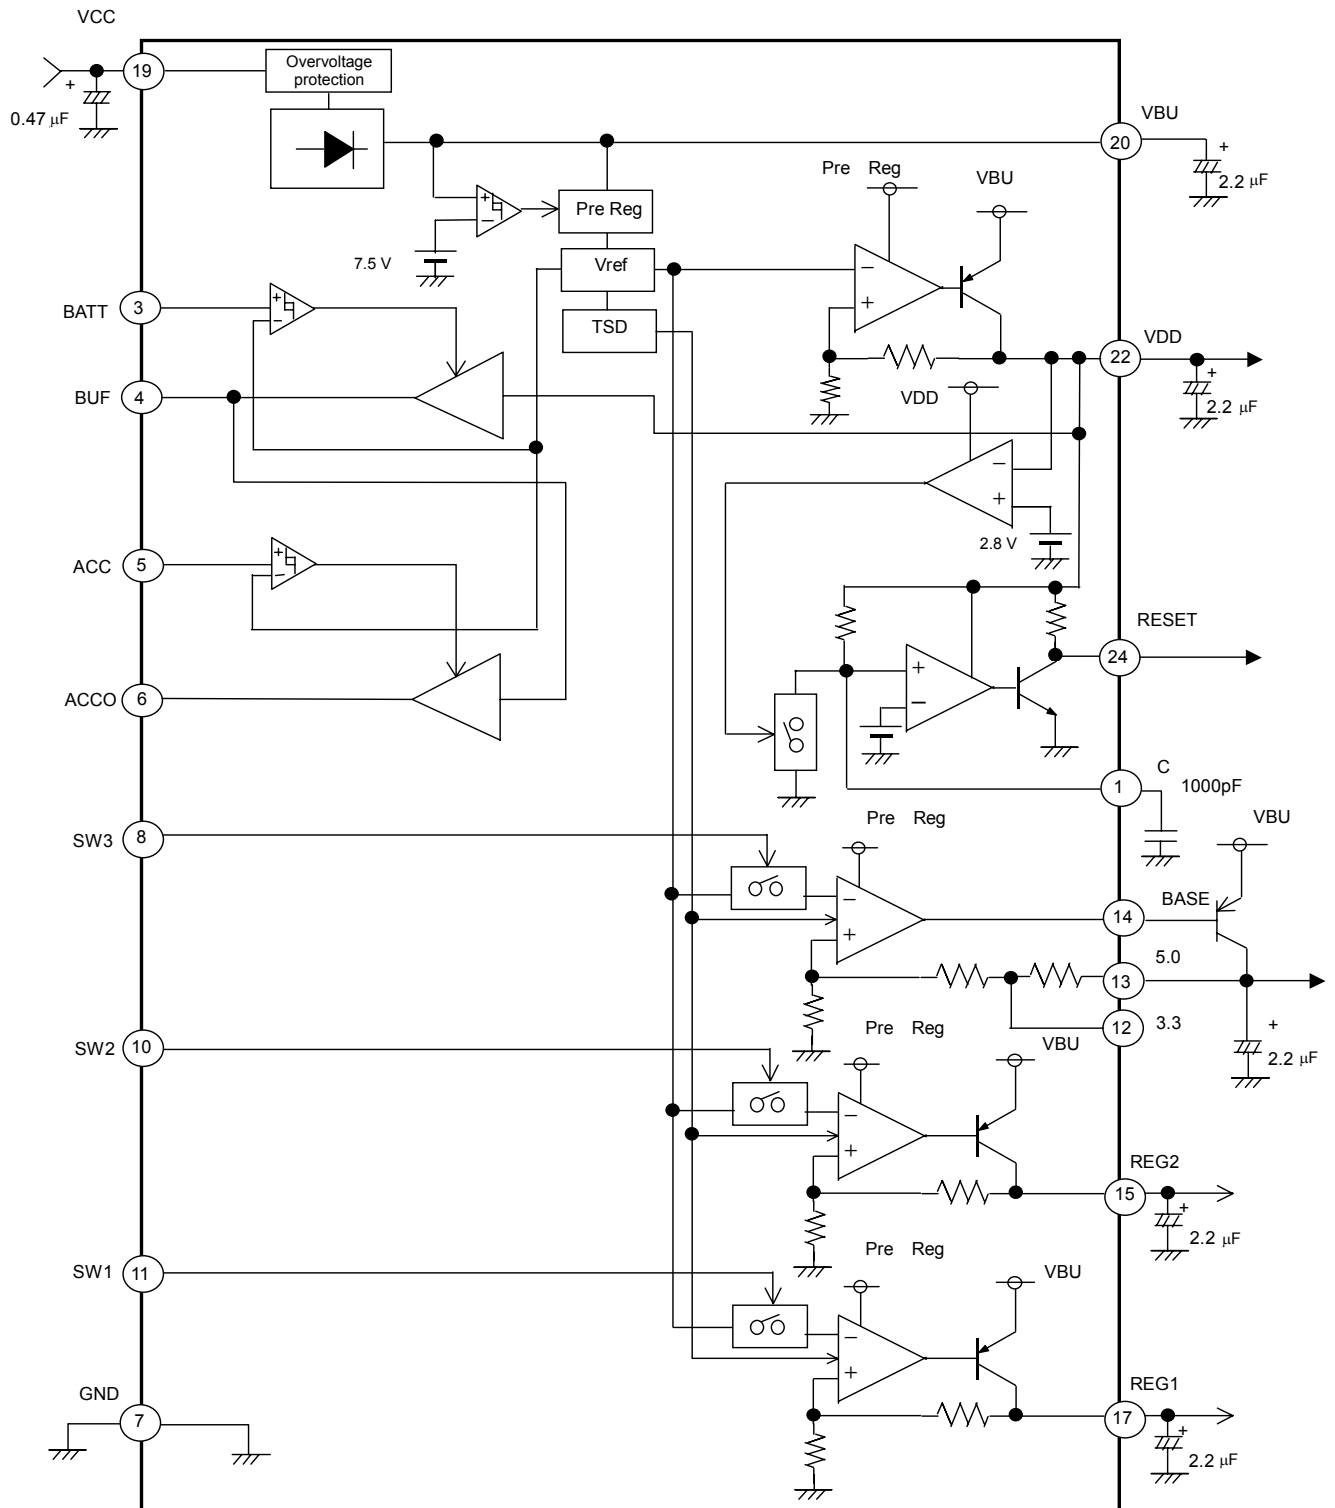 VCC
19
Overvoltage
protection
+
0.47 µF
VBU
20
+
2.2 µF
Pre Reg
VBU
+
−
Pre Reg
7.5 V
Vref
TSD
−
+
BATT
3
+
−
VDD
22
+
2.2 µF
BUF
4
VDD
−
+
2.8 V
ACC
5
+
−
RESET
24
+
−
ACCO
6
C
1
1000pF
Pre Reg
VBU
SW3
8
−
+
BASE
14
5.0
13
12
3.3
+
2.2 µF
Pre Reg
VBU
SW2
10
−
+
REG2
15
+
2.2 µF
Pre Reg
VBU
SW1
11
−
+
REG1
17
+
2.2 µF
GND
7